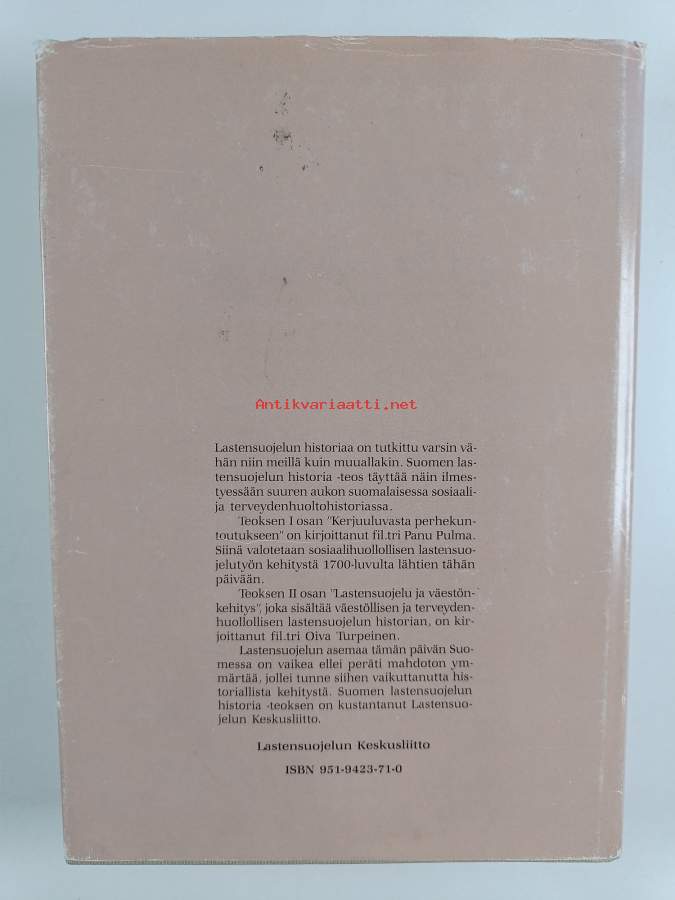 Antikvariaatti.net
Lastensuojelun historiaa on tutkittu varsin vä-
hän niin meillä kuin muuallakin. Suomen las-
tensuojelun historia -teos täyttää näin ilmes-
tyessään suuren aukon suomalaisessa sosiaali-
ja terveydenhuoltohistoriassa.
Teoksen I osan "Kerjuuluvasta perhekun-
toutukseen" on kirjoittanut fil.tri Panu Pulma.
Siinä valotetaan sosiaalihuollollisen lastensuo-
jelutyön kehitystä 1700-luvulta lähtien tähän
päivään.
Teoksen II osan "Lastensuojelu ja väestön-
kehitys", joka sisältää väestöllisen ja terveyden-
huollollisen lastensuojelun historian, on kir-
joittanut fil.tri Oiva Turpeinen.
Lastensuojelun asemaa tämän päivän Suo-
messa on vaikea ellei peräti mahdoton ym-
märtää, jollei tunne siihen vaikuttanutta his-
toriallista kehitystä. Suomen lastensuojelun
historia -teoksen on kustantanut Lastensuo-
jelun Keskusliitto.
Lastensuojelun Keskusliitto
ISBN 951-9423-71-0